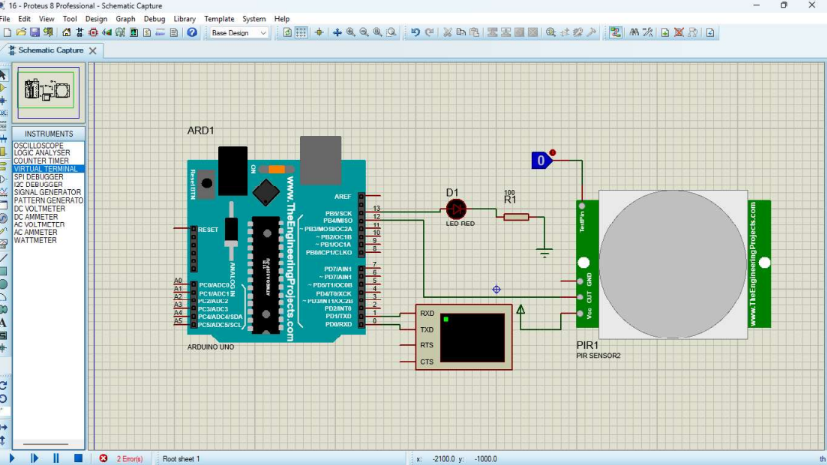 16 - Proteus 8 Professional - Schematic Capture
File Edit View Tool Design Graph Debug Library Template System Help
Base Design
Schematic Capture
INSTRUMENTS
OSCILLOSCOPE
LOGIC ANALYSER
COUNTER TIMER
VIRTUAL TERMINAL
SPI DEBUGGER
I2C DEBUGGER
SIGNAL GENERATOR
PATTERN GENERATO
DC VOLTMETER
DC AMMETER
AC VOLTMETER
AC AMMETER
WATTMETER
ARD1
Reset BTN
ON
www.TheEngineeringProjects.com
ANALOG IN
AREF
PB5/SCK 13
PB4/MISO 12
~PB3/MOSI/OC2A 11
~PB2/OC1B 10
~PB1/OC1A 9
PB0/ICP1/CLKO 8
RESET
PD7/AIN1 7
~PD6/AIN0 6
~PD5/T1/OC0B 5
PD4/T0/XCK 4
~PD3/INT1/OC2B 3
PD2/INT0 2
PD1/TXD 1
PD0/RXD 0
A0 PC0/ADC0
A1 PC1/ADC1
A2 PC2/ADC2
A3 PC3/ADC3
A4 PC4/ADC4/SDA
A5 PC5/ADC5/SCL
ARDUINO UNO
D1
LED RED
100
R1
0
RXD
TXD
RTS
CTS
TestPin
GND
OUT
Vcc
www.TheEngineeringProjects.com
PIR1
PIR SENSOR2
2 Error(s)
Root sheet 1
x: -2100.0 y: -1000.0
th